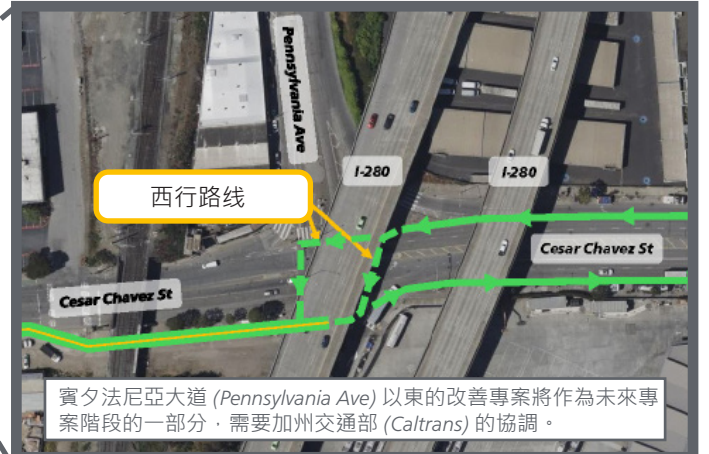 Pennsylvania Ave
I-280
I-280
西行路线
Cesar Chavez St
Cesar Chavez St
賓夕法尼亞大道 (Pennsylvania Ave) 以東的改善專案將作為未來專
案階段的一部分，需要加州交通部 (Caltrans) 的協調。